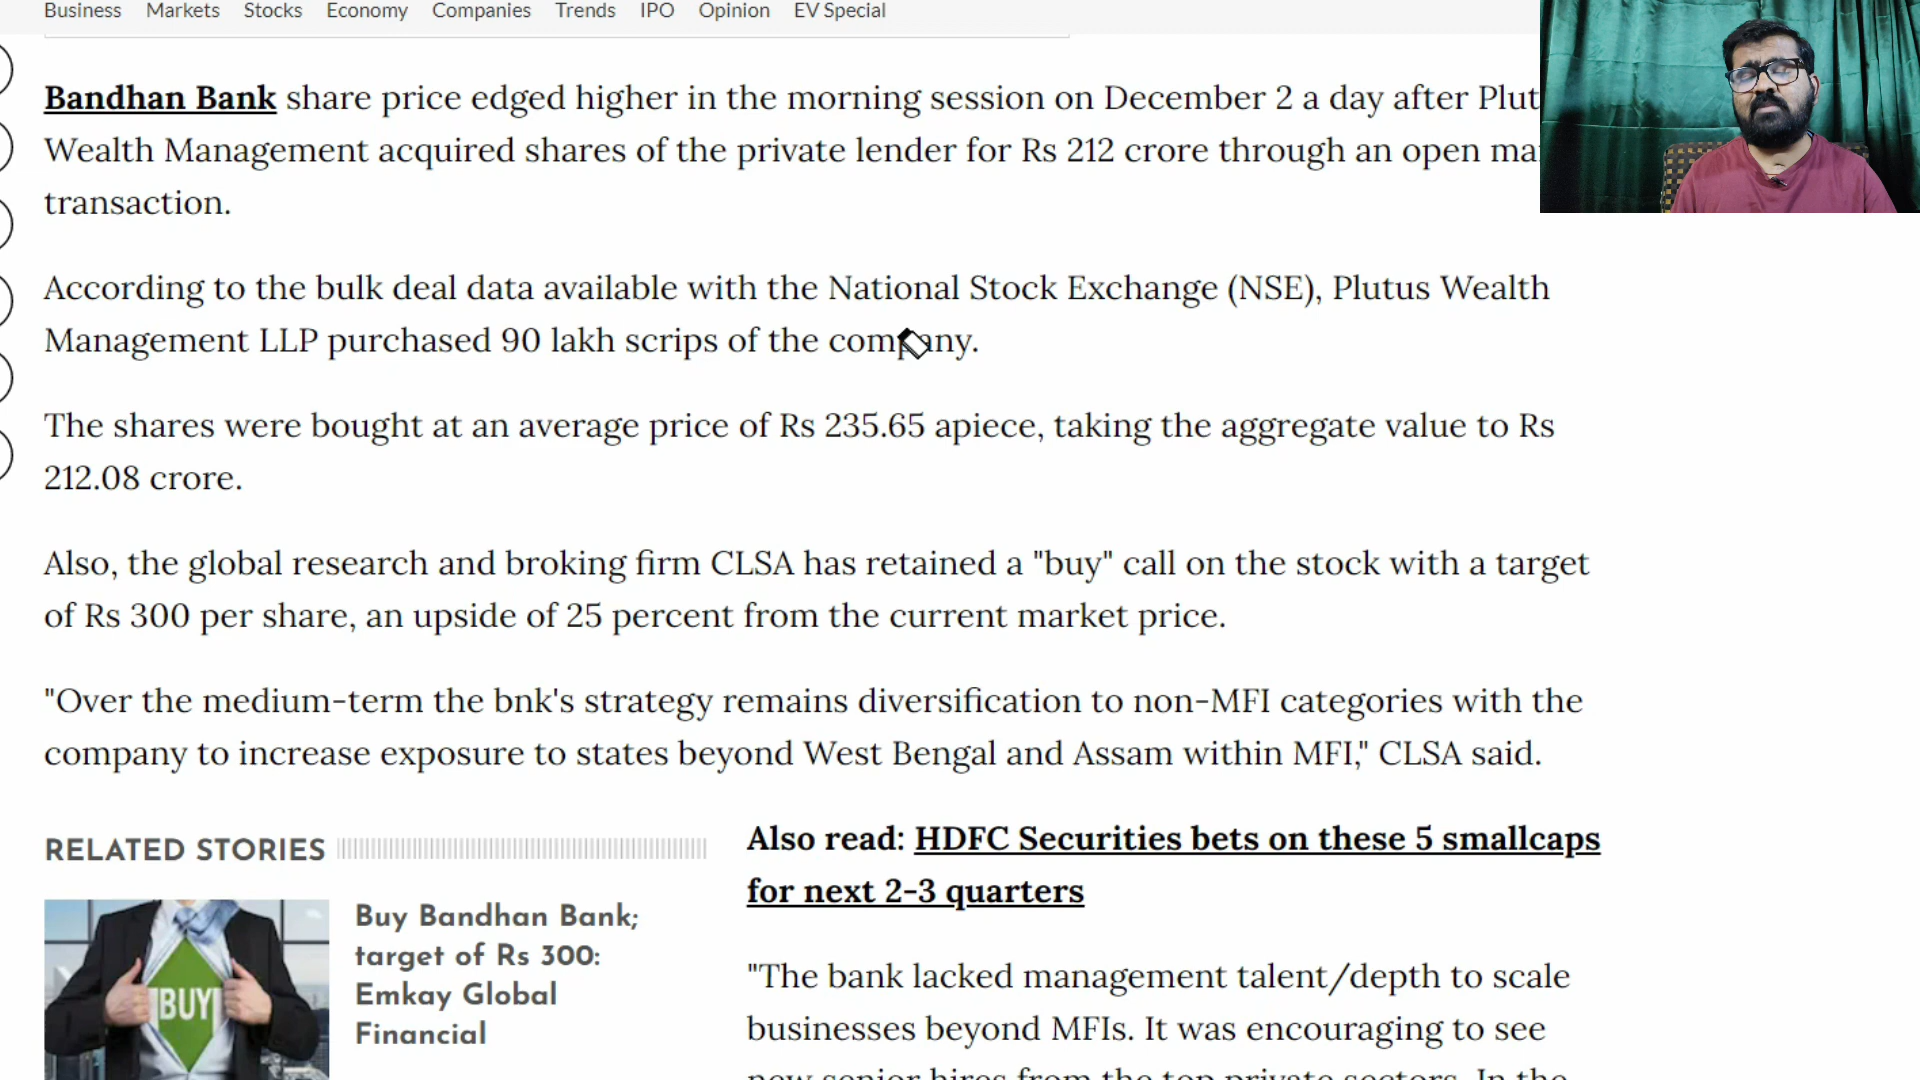 Business Markets Stocks Economy Companies Trends IPO Opinion EV Special
Bandhan Bank share price edged higher in the morning session on December 2 a day after
Wealth Management acquired shares of the private lender for Rs 212 crore through an open
transaction.
According to the bulk deal data available with the National Stock Exchange (NSE), Plutus Wealth
Management LLP purchased 90 lakh scrips of the company.
The shares were bought at an average price of Rs 235.65 apiece, taking the aggregate value to Rs
212.08 crore.
Also, the global research and broking firm CLSA has retained a "buy" call on the stock with a target
of Rs 300 per share, an upside of 25 percent from the current market price.
"Over the medium-term the bnk's strategy remains diversification to non-MFI categories with the
company to increase exposure to states beyond West Bengal and Assam within MFI," CLSA said.
RELATED STORIES
BUY
Buy Bandhan Bank;
target of Rs 300:
Emkay Global
Financial
Also read: HDFC Securities bets on these 5 smallcaps
for next 2-3 quarters
"The bank lacked management talent/depth to scale
businesses beyond MFIs. It was encouraging to see
new senior hires from the top private sectors. In the